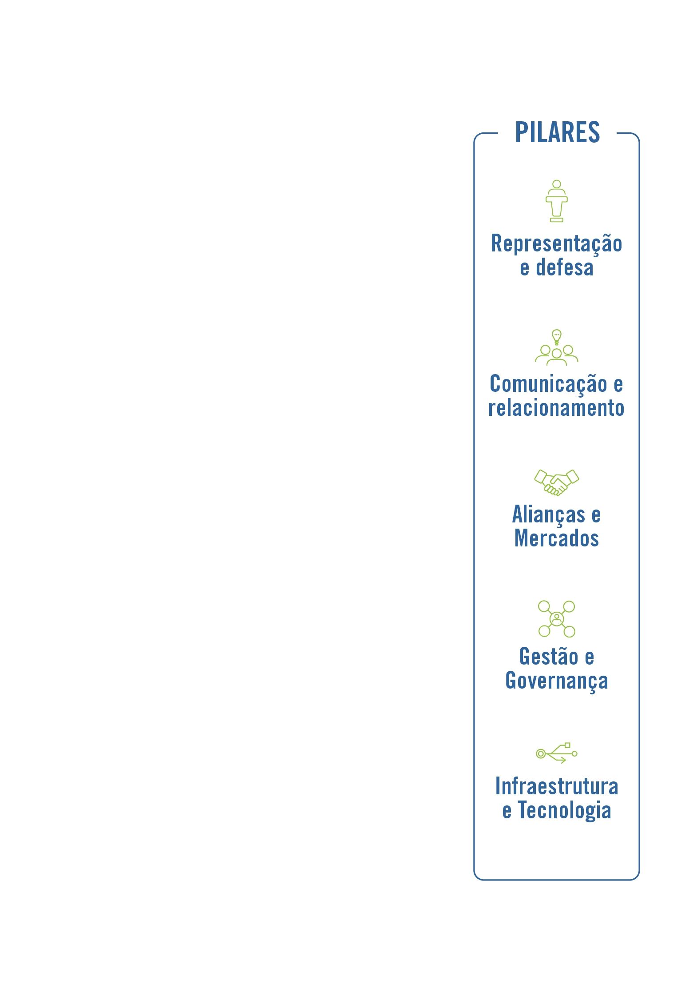 PILARES
Representação
e defesa
Comunicação e
relacionamento
Alianças e
Mercados
Gestão e
Governança
Infraestrutura
e Tecnologia